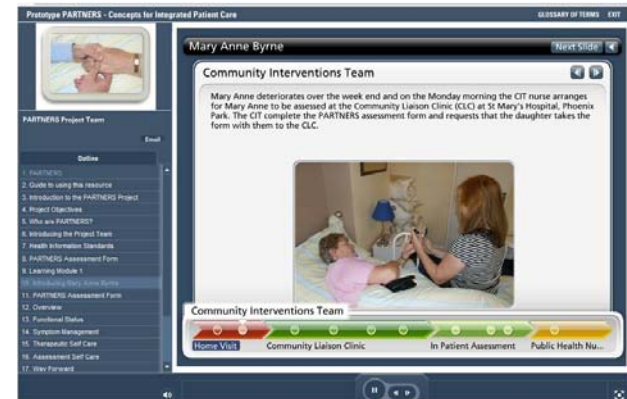 Prototype PARTNERS - Concepts for Integrated Patient Care
GLOSSARY OF TERMS EXIT
PARTNERS Project Team
Email
Outline
1. PARTNERS
2. Guide to using this resource
3. Introduction to the PARTNERS Project
4. Project Objectives
5. Who are PARTNERS?
6. Introducing the Project Team
7. Health Information Standards
8. PARTNERS Assessment Form
9. Learning Module 1
10. Introducing Mary Anne Byrne
11. PARTNERS Assessment Form
12. Overview
13. Functional Status
14. Symptom Management
15. Therapeutic Self Care
16. Assessment Self Care
17. Way Forward
Mary Anne Byrne
Next Slide
Community Interventions Team
Mary Anne deteriorates over the week end and on the Monday morning the CIT nurse arranges
for Mary Anne to be assessed at the Community Liaison Clinic (CLC) at St Mary's Hospital, Phoenix
Park. The CIT complete the PARTNERS assessment form and requests that the daughter takes the
form with them to the CLC.
Community Interventions Team
Home Visit Community Liaison Clinic In Patient Assessment Public Health Nu...